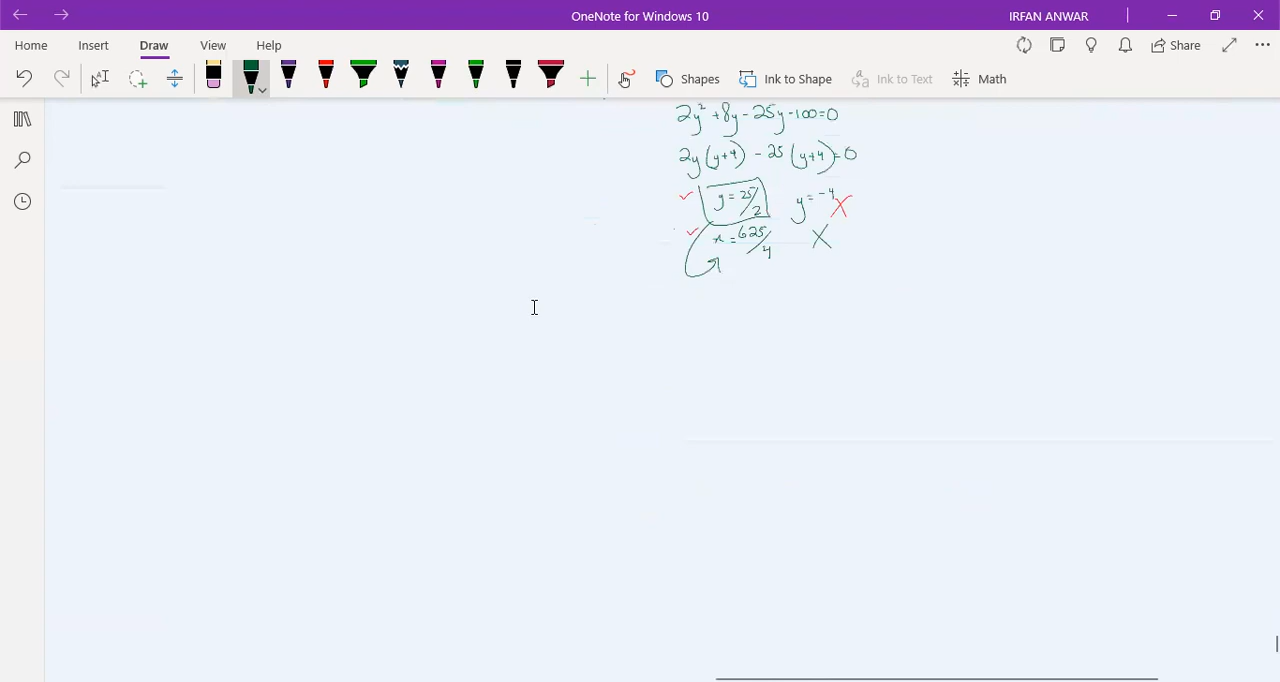 OneNote for Windows 10
IRFAN ANWAR
Home Insert Draw View Help
Share
Shapes Ink to Shape Ink to Text Math
2y² + 8y - 25y - 100 = 0
2y (y+4) - 25 (y+4) = 0
✓ y = 25/2 y = -4 X
✓ x = 625/4 X